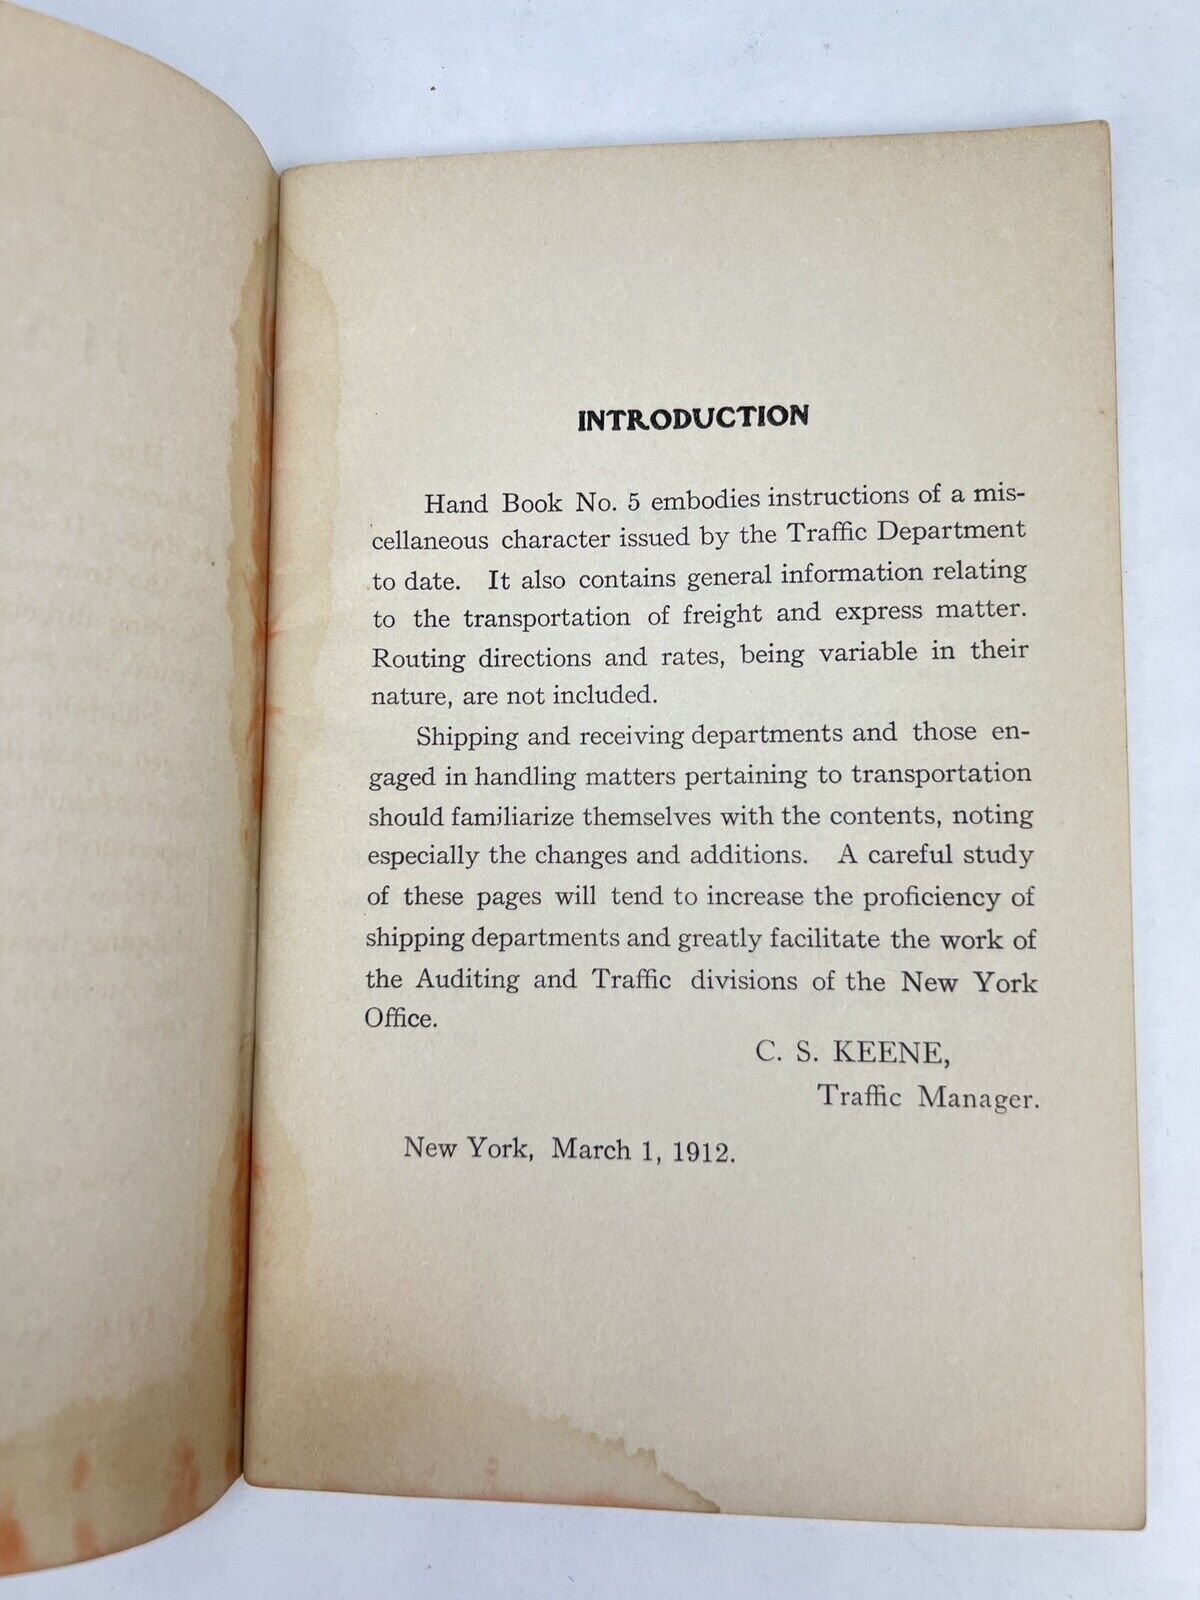 INTRODUCTION
Hand Book No. 5 embodies instructions of a mis-
cellaneous character issued by the Traffic Department
to date. It also contains general information relating
to the transportation of freight and express matter.
Routing directions and rates, being variable in their
nature, are not included.
Shipping and receiving departments and those en-
gaged in handling matters pertaining to transportation
should familiarize themselves with the contents, noting
especially the changes and additions. A careful study
of these pages will tend to increase the proficiency of
shipping departments and greatly facilitate the work of
the Auditing and Traffic divisions of the New York
Office.
C. S. KEENE,
Traffic Manager.
New York, March 1, 1912.